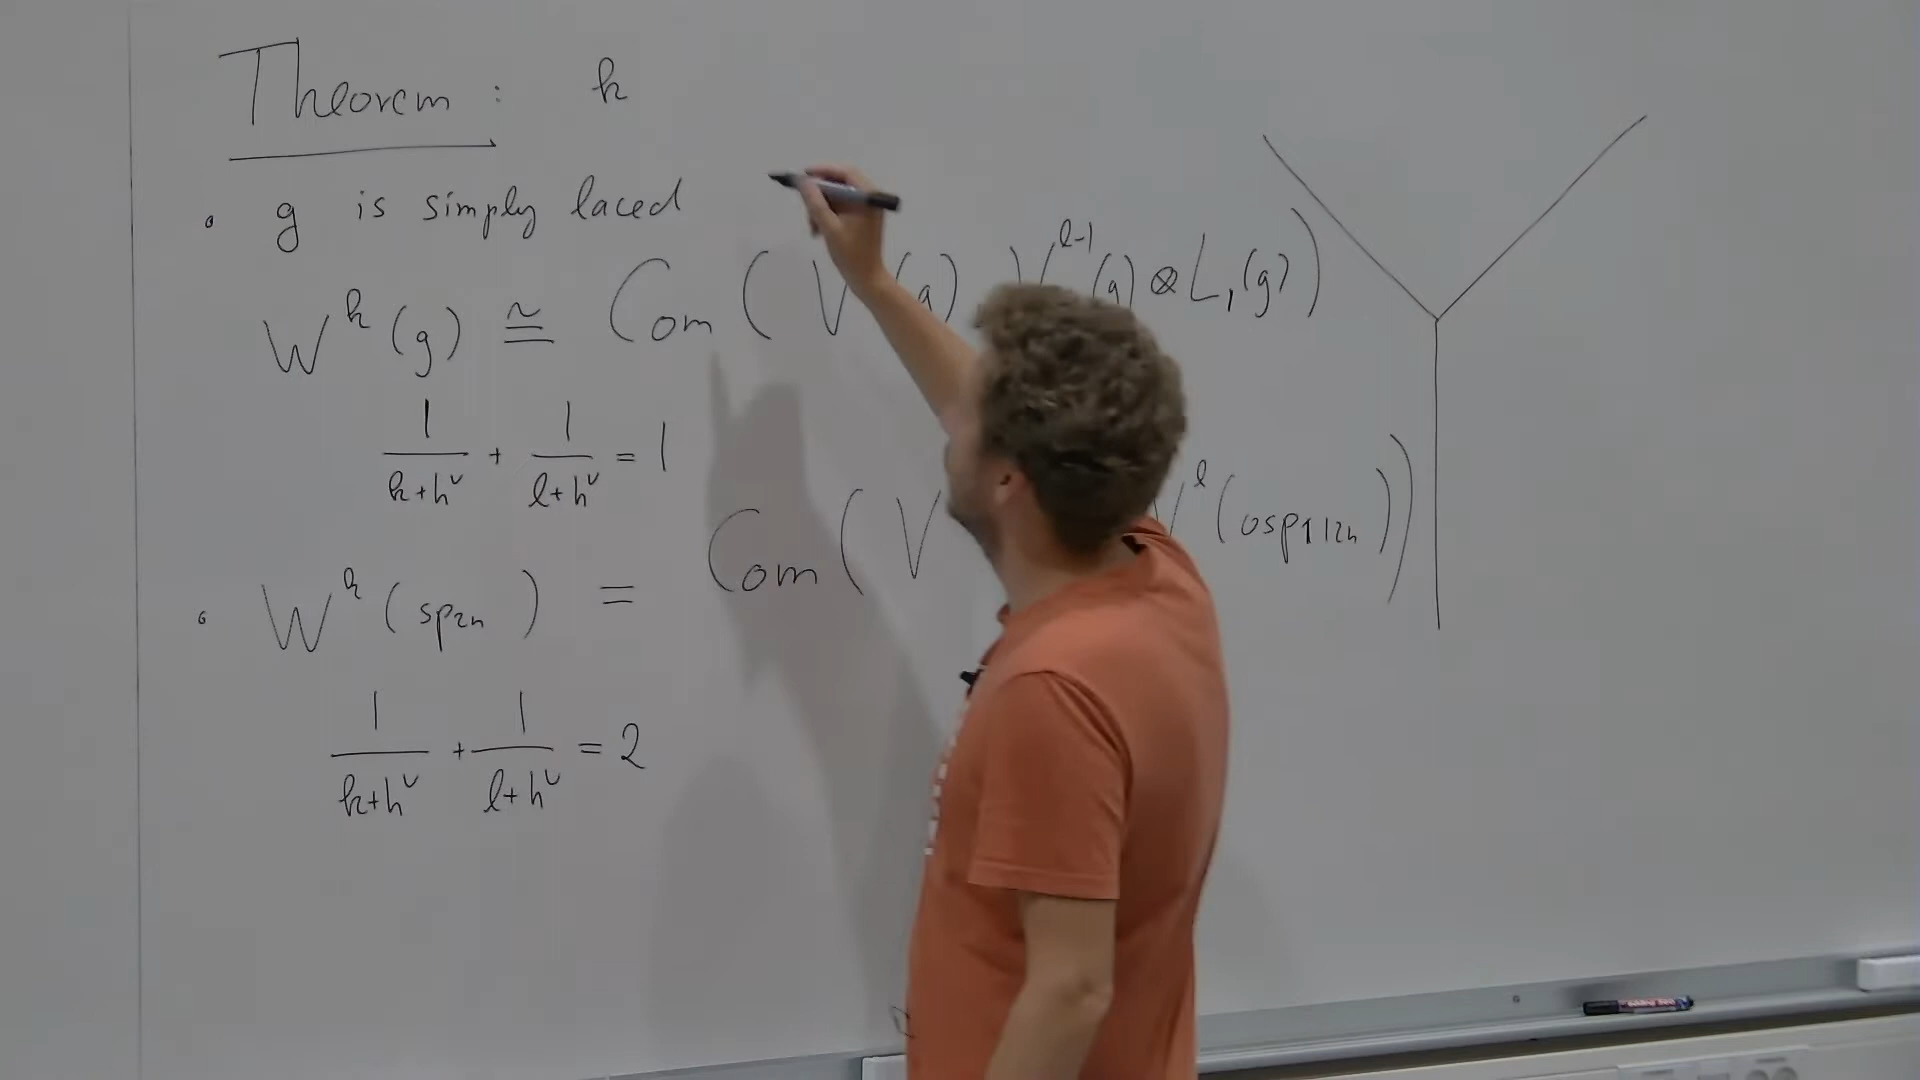 Theorem : k
• g is simply laced
W^k (g) ≅ Com ( V (g) V^{l-1} (g) ⊗ L_1 (g) )
1/(k+h^∨) + 1/(l+h^∨) = 1
• W^k ( sp_{2n} ) = Com ( V V^l ( osp_{1|2n} ) )
1/(k+h^∨) + 1/(l+h^∨) = 2